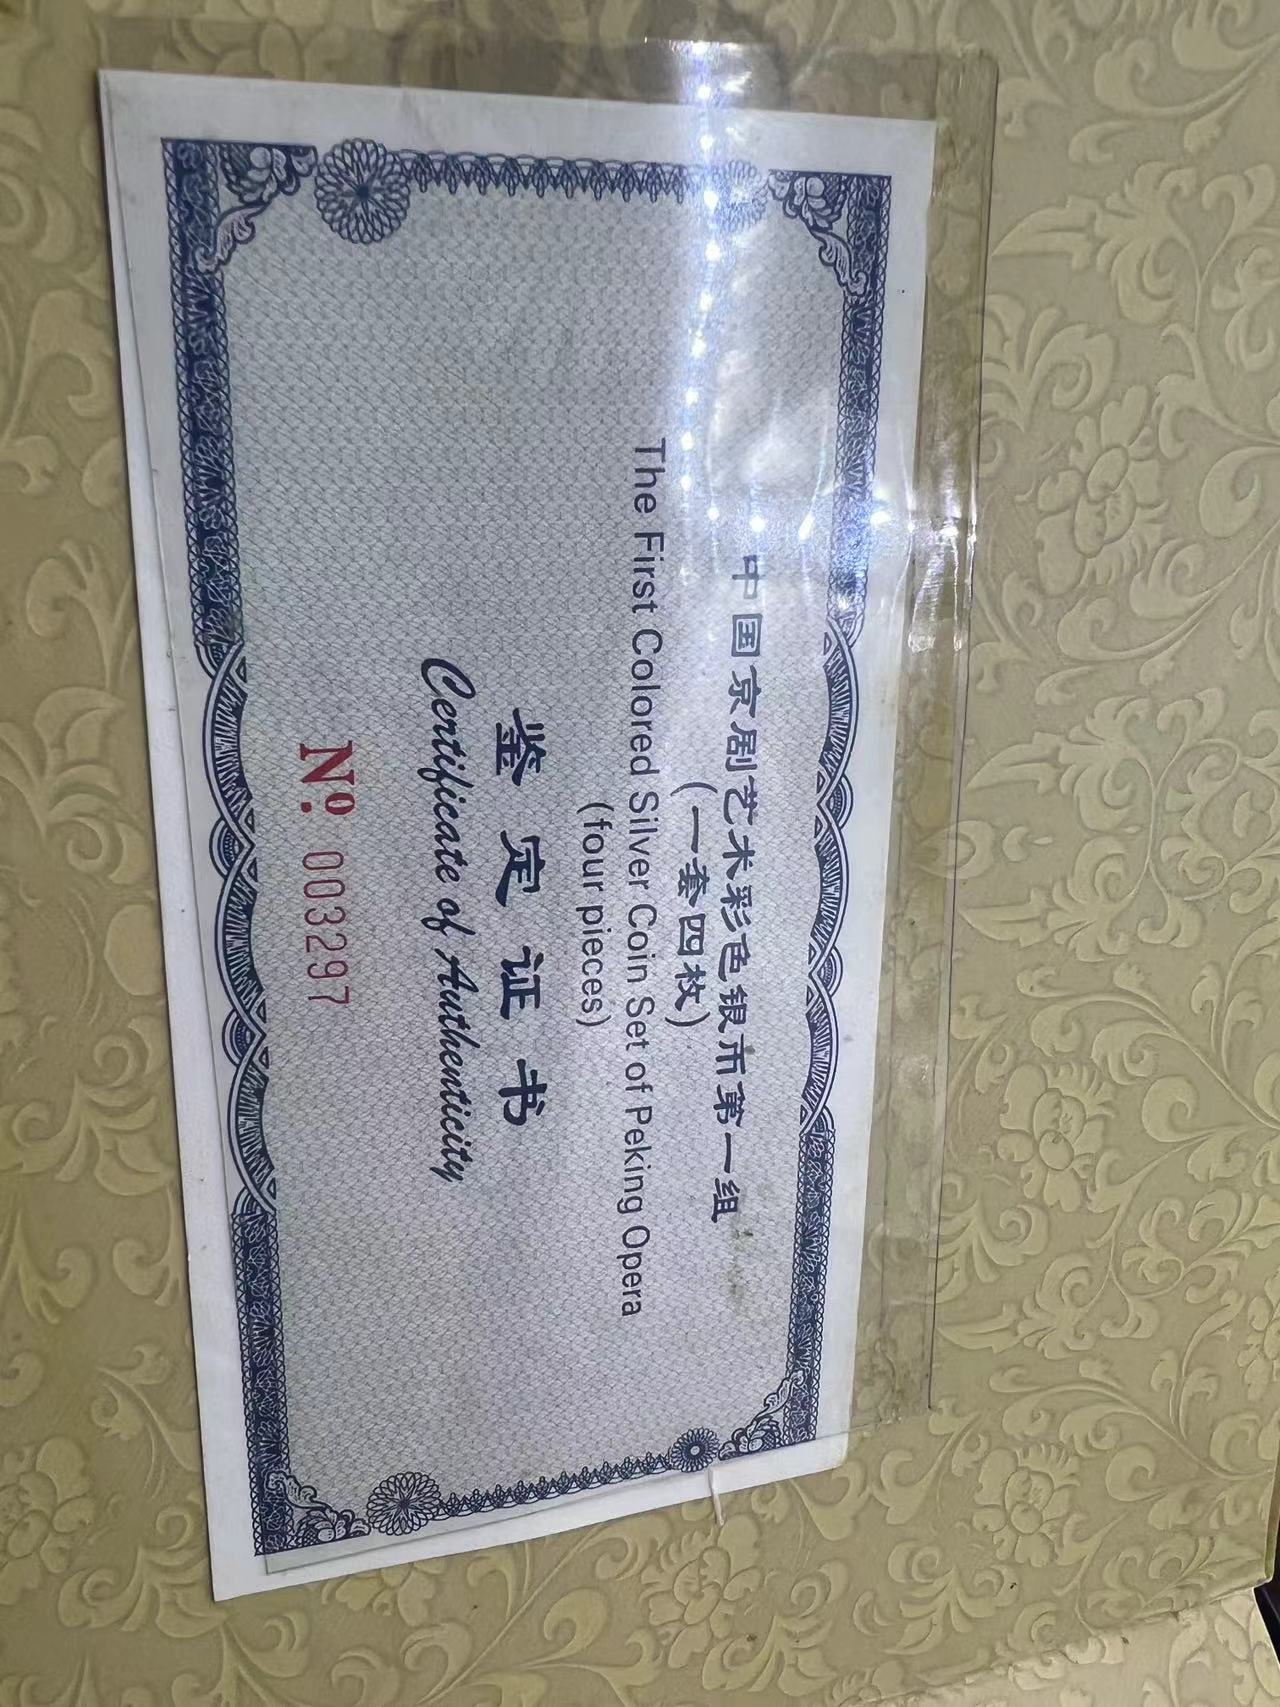 中国京剧艺术彩色银币第一组
(一套四枚)
The First Colored Silver Coin Set of Peking Opera
(four pieces)
鉴定证书
Certificate of Authenticity
Nº. 003297